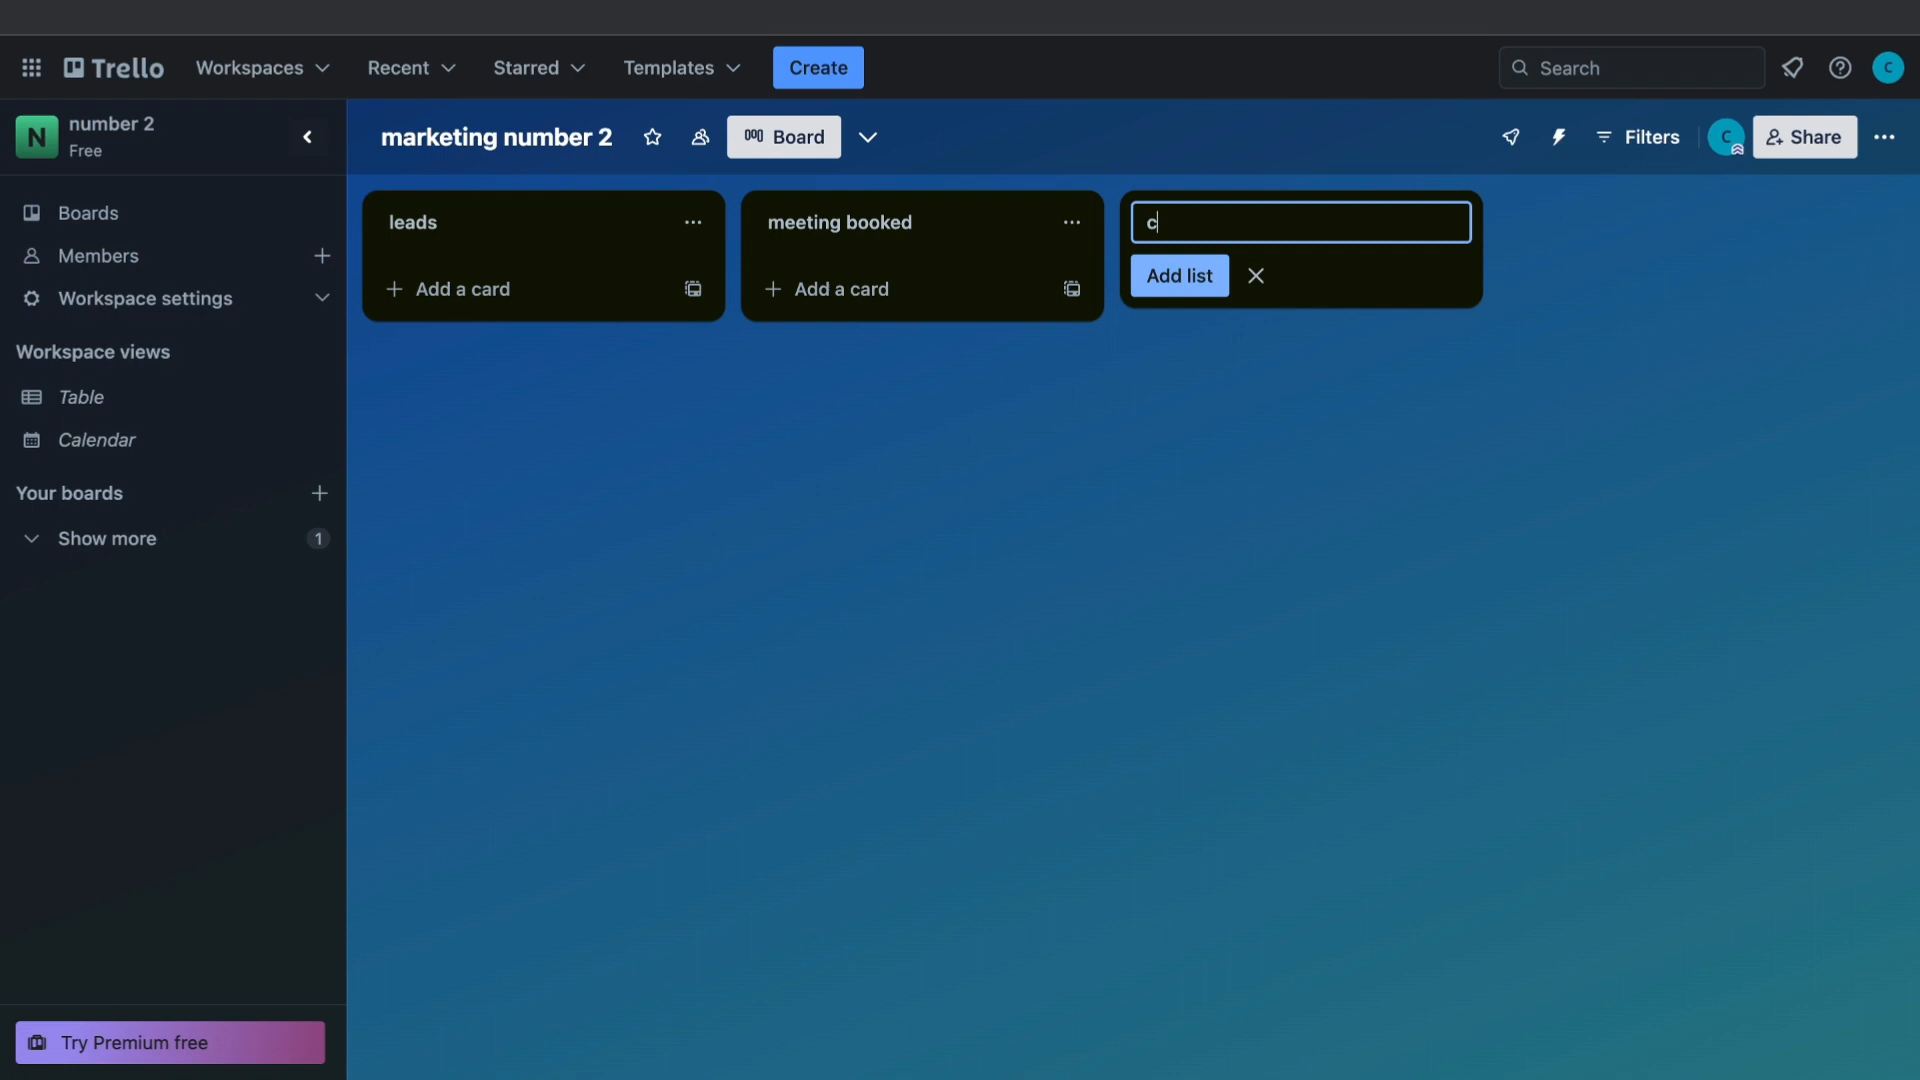 Trello Workspaces Recent Starred Templates Create Search C
N number 2
Free
marketing number 2 Board C Filters Share
Boards
Members
Workspace settings
Workspace views
Table
Calendar
Your boards
Show more 1
Try Premium free
leads
Add a card
meeting booked
Add a card
c
Add list